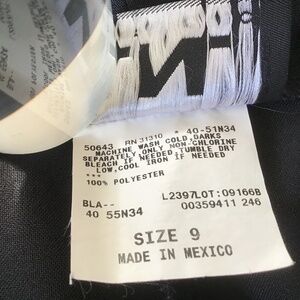 50643 RN 31310 * 40-51N34
MACHINE WASH COLD, DARKS
SEPARATELY, ONLY NON-CHLORINE
BLEACH IF NEEDED, TUMBLE DRY
LOW, COOL IRON IF NEEDED
***
100% POLYESTER
L2397LOT:09166B
BLA-- 00359411 246
40 55N34
SIZE 9
MADE IN MEXICO